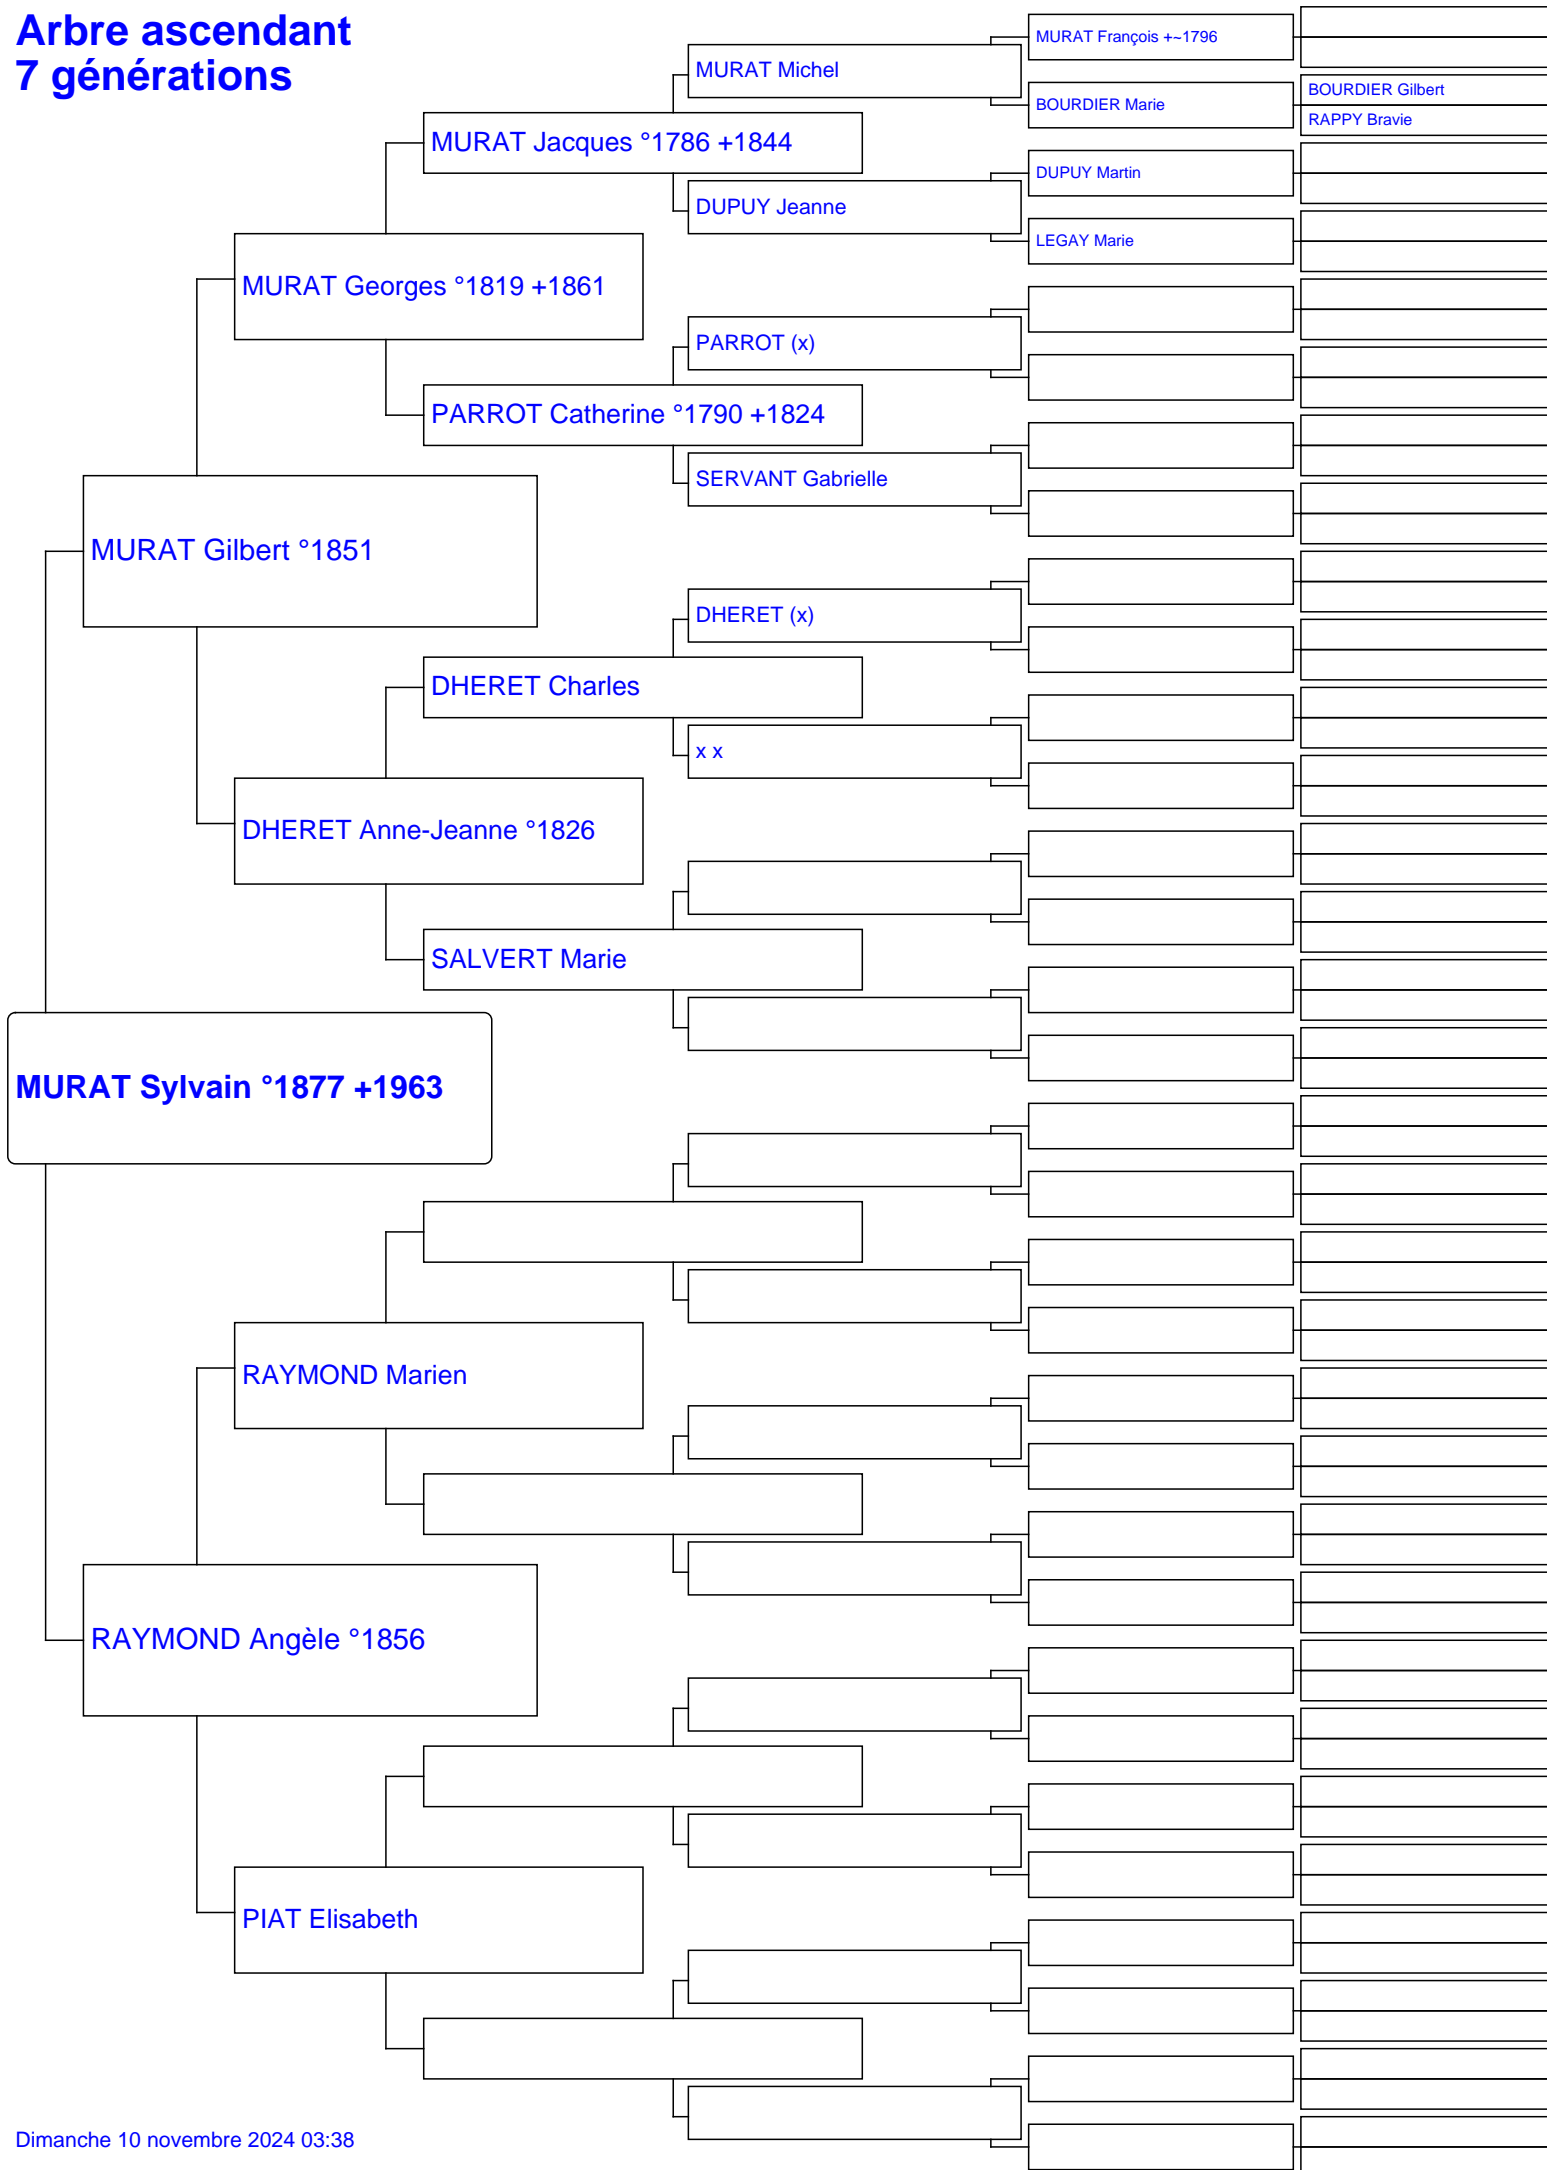 Arbre ascendant
7 générations
MURAT François +~1796
MURAT Michel
BOURDIER Gilbert
BOURDIER Marie
RAPPY Bravie
MURAT Jacques °1786 +1844
DUPUY Martin
DUPUY Jeanne
LEGAY Marie
MURAT Georges °1819 +1861
PARROT (x)
PARROT Catherine °1790 +1824
SERVANT Gabrielle
MURAT Gilbert °1851
DHERET (x)
DHERET Charles
x x
DHERET Anne-Jeanne °1826
SALVERT Marie
MURAT Sylvain °1877 +1963
RAYMOND Marien
RAYMOND Angèle °1856
PIAT Elisabeth
Dimanche 10 novembre 2024 03:38